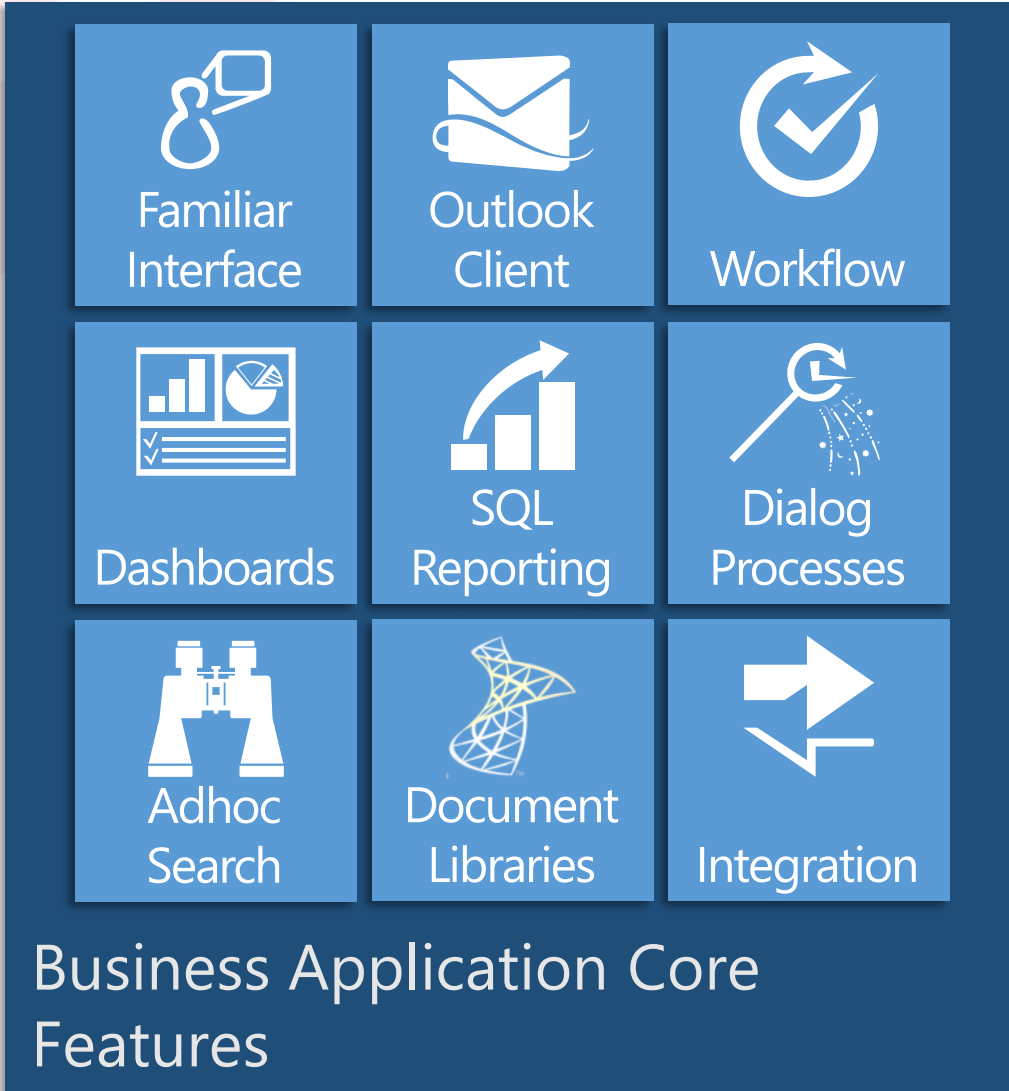 Familiar
Interface
Outlook
Client
Workflow
Dashboards
SQL
Reporting
Dialog
Processes
Adhoc
Search
Document
Libraries
Integration
Business Application Core
Features